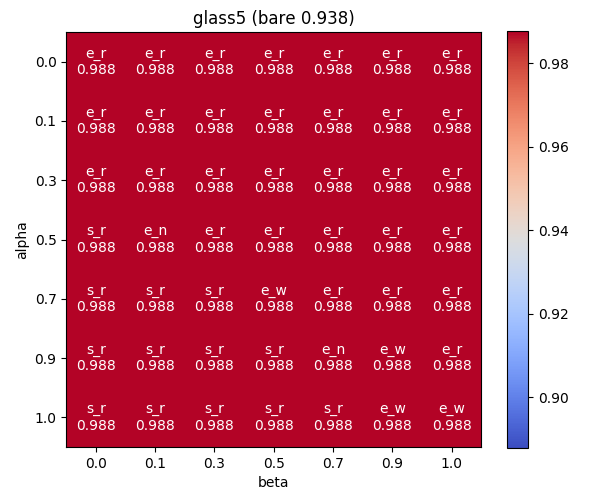 glass5 (bare 0.938)
e_r e_r e_r e_r e_r e_r e_r
0.0 0.988 0.988 0.988 0.988 0.988 0.988 0.988
e_r e_r e_r e_r e_r e_r e_r
0.1 0.988 0.988 0.988 0.988 0.988 0.988 0.988
e_r e_r e_r e_r e_r e_r e_r
0.3 0.988 0.988 0.988 0.988 0.988 0.988 0.988
s_r e_n e_r e_r e_r e_r e_r
0.5 0.988 0.988 0.988 0.988 0.988 0.988 0.988
s_r s_r s_r e_w e_r e_r e_r
0.7 0.988 0.988 0.988 0.988 0.988 0.988 0.988
s_r s_r s_r s_r e_n e_w e_r
0.9 0.988 0.988 0.988 0.988 0.988 0.988 0.988
s_r s_r s_r s_r s_r e_w e_w
1.0 0.988 0.988 0.988 0.988 0.988 0.988 0.988
0.0 0.1 0.3 0.5 0.7 0.9 1.0
beta
alpha
0.98
0.96
0.94
0.92
0.90